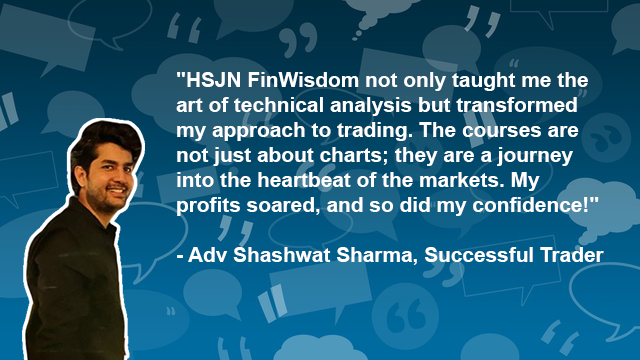 "HSJN FinWisdom not only taught me the
art of technical analysis but transformed
my approach to trading. The courses are
not just about charts; they are a journey
into the heartbeat of the markets. My
profits soared, and so did my confidence!"
- Adv Shashwat Sharma, Successful Trader